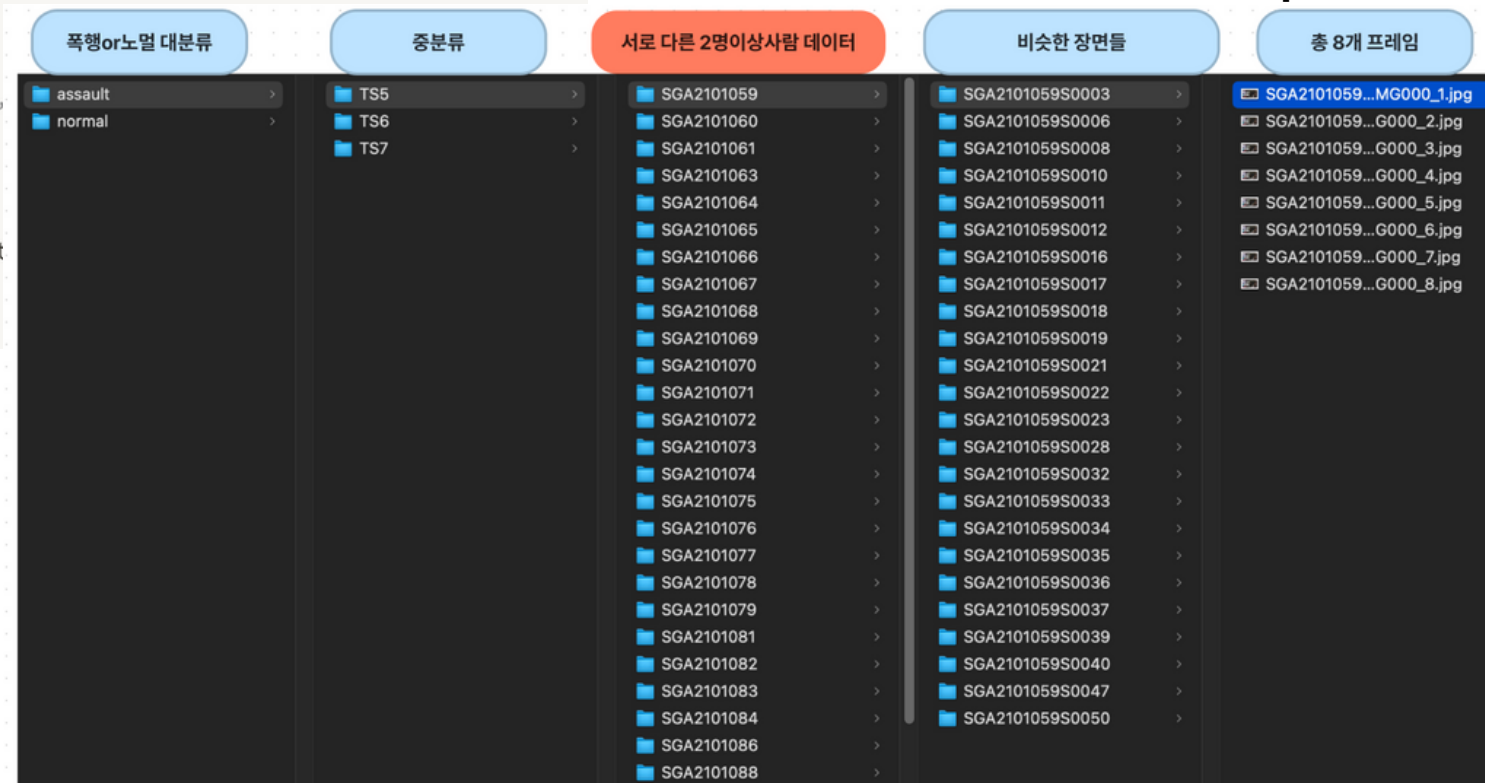 폭행or노멀 대분류
중분류
서로 다른 2명이상사람 데이터
비슷한 장면들
총 8개 프레임
assault
normal
TS5
TS6
TS7
SGA2101059
SGA2101060
SGA2101061
SGA2101063
SGA2101064
SGA2101065
SGA2101066
SGA2101067
SGA2101068
SGA2101069
SGA2101070
SGA2101071
SGA2101072
SGA2101073
SGA2101074
SGA2101075
SGA2101076
SGA2101077
SGA2101078
SGA2101079
SGA2101081
SGA2101082
SGA2101083
SGA2101084
SGA2101086
SGA2101088
SGA2101059S0003
SGA2101059S0006
SGA2101059S0008
SGA2101059S0010
SGA2101059S0011
SGA2101059S0012
SGA2101059S0016
SGA2101059S0017
SGA2101059S0018
SGA2101059S0019
SGA2101059S0021
SGA2101059S0022
SGA2101059S0023
SGA2101059S0028
SGA2101059S0032
SGA2101059S0033
SGA2101059S0034
SGA2101059S0035
SGA2101059S0036
SGA2101059S0037
SGA2101059S0039
SGA2101059S0040
SGA2101059S0047
SGA2101059S0050
SGA2101059...MG000_1.jpg
SGA2101059...G000_2.jpg
SGA2101059...G000_3.jpg
SGA2101059...G000_4.jpg
SGA2101059...G000_5.jpg
SGA2101059...G000_6.jpg
SGA2101059...G000_7.jpg
SGA2101059...G000_8.jpg